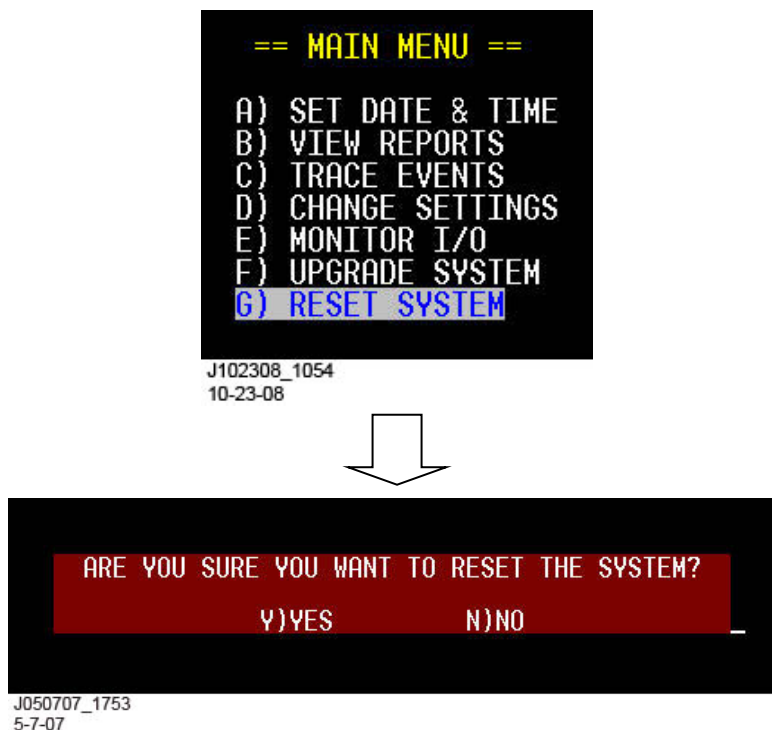 == MAIN MENU ==
A) SET DATE & TIME
B) VIEW REPORTS
C) TRACE EVENTS
D) CHANGE SETTINGS
E) MONITOR I/O
F) UPGRADE SYSTEM
G) RESET SYSTEM
J102308_1054
10-23-08
ARE YOU SURE YOU WANT TO RESET THE SYSTEM?
Y)YES N)NO
J050707_1753
5-7-07